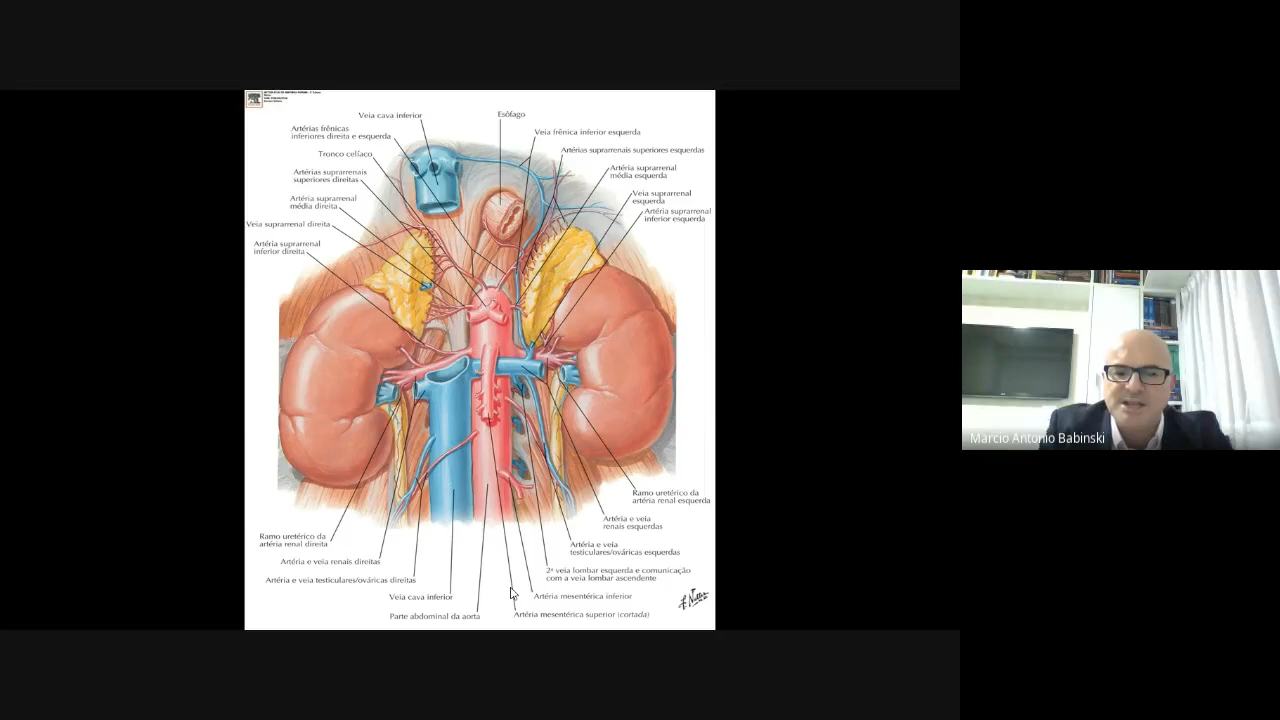 Veia cava inferior
Esôfago
Artérias frênicas
inferiores direita e esquerda
Veia frênica inferior esquerda
Tronco celíaco
Artérias suprarrenais superiores esquerdas
Artérias suprarrenais
superiores direitas
Artéria suprarrenal
média esquerda
Artéria suprarrenal
média direita
Veia suprarrenal
esquerda
Veia suprarrenal direita
Artéria suprarrenal
inferior esquerda
Artéria suprarrenal
inferior direita
Marcio Antonio Babinski
Ramo uretérico da
artéria renal esquerda
Artéria e veia
renais esquerdas
Ramo uretérico da
artéria renal direita
Artéria e veia
testiculares/ováricas esquerdas
Artéria e veia renais direitas
2ª veia lombar esquerda e comunicação
com a veia lombar ascendente
Artéria e veia testiculares/ováricas direitas
Veia cava inferior
Artéria mesentérica inferior
Parte abdominal da aorta
Artéria mesentérica superior (cortada)